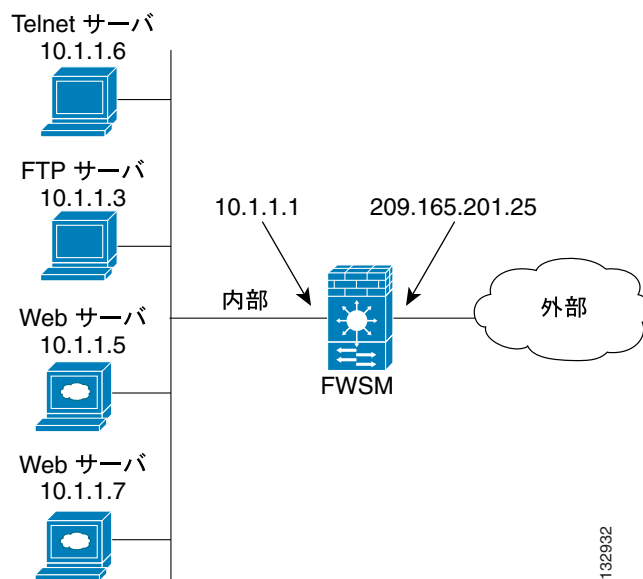 Telnet サーバ
10.1.1.6
FTP サーバ
10.1.1.3
10.1.1.1
209.165.201.25
内部
外部
Web サーバ
10.1.1.5
FWSM
Web サーバ
10.1.1.7
132932